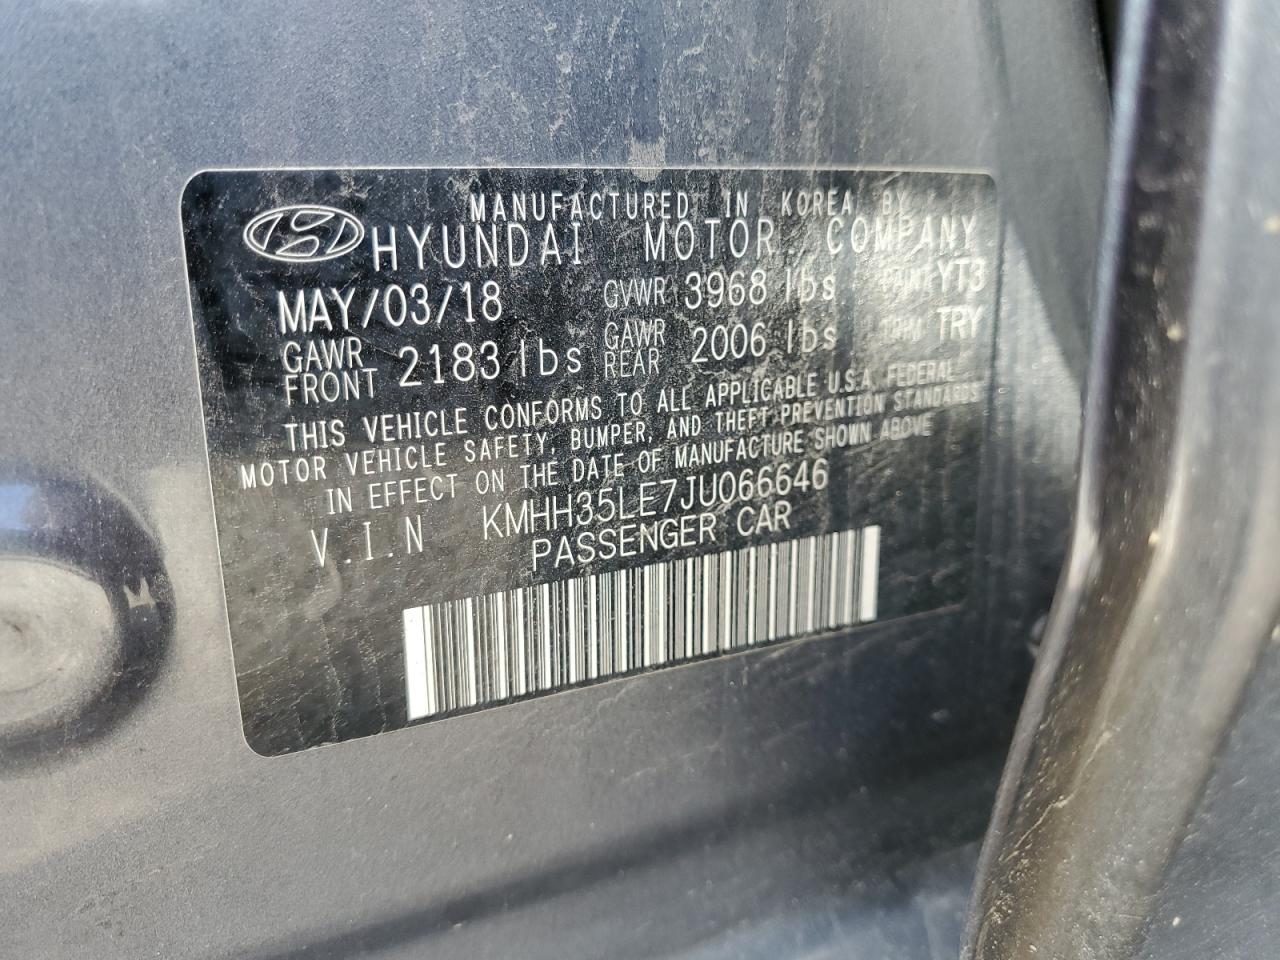 MANUFACTURED IN KOREA BY
HYUNDAI MOTOR COMPANY
MAY/03/18 GVWR 3968 lbs PAINT YT3
GAWR FRONT 2183 lbs GAWR REAR 2006 lbs TRIM TRY
THIS VEHICLE CONFORMS TO ALL APPLICABLE U.S.A. FEDERAL
MOTOR VEHICLE SAFETY, BUMPER, AND THEFT PREVENTION STANDARDS
IN EFFECT ON THE DATE OF MANUFACTURE SHOWN ABOVE
V.I.N KMHH35LE7JU066646
PASSENGER CAR